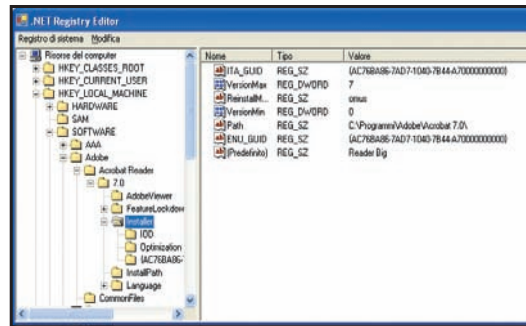 .NET Registry Editor
Registro di sistema Modifica
Risorse del computer
HKEY_CLASSES_ROOT
HKEY_CURRENT_USER
HKEY_LOCAL_MACHINE
HARDWARE
SAM
SOFTWARE
AAA
Adobe
Acrobat Reader
7.0
AdobeViewer
FeatureLockdow
Installer
Optimization
{AC76BA86-
InstallPath
Language
CommonFiles
Nome Tipo Valore
ITA_GUID REG_SZ {AC76BA86-7AD7-1040-7B44-A70000000000}
VersionMax REG_DWORD 7
ReinstallM... REG_SZ omus
VersionMin REG_DWORD 0
Path REG_SZ C:\Programmi\Adobe\Acrobat 7.0\
ENU_GUID REG_SZ {AC76BA86-7AD7-1040-7B44-A70000000000}
(Predefinito) REG_SZ Reader Big